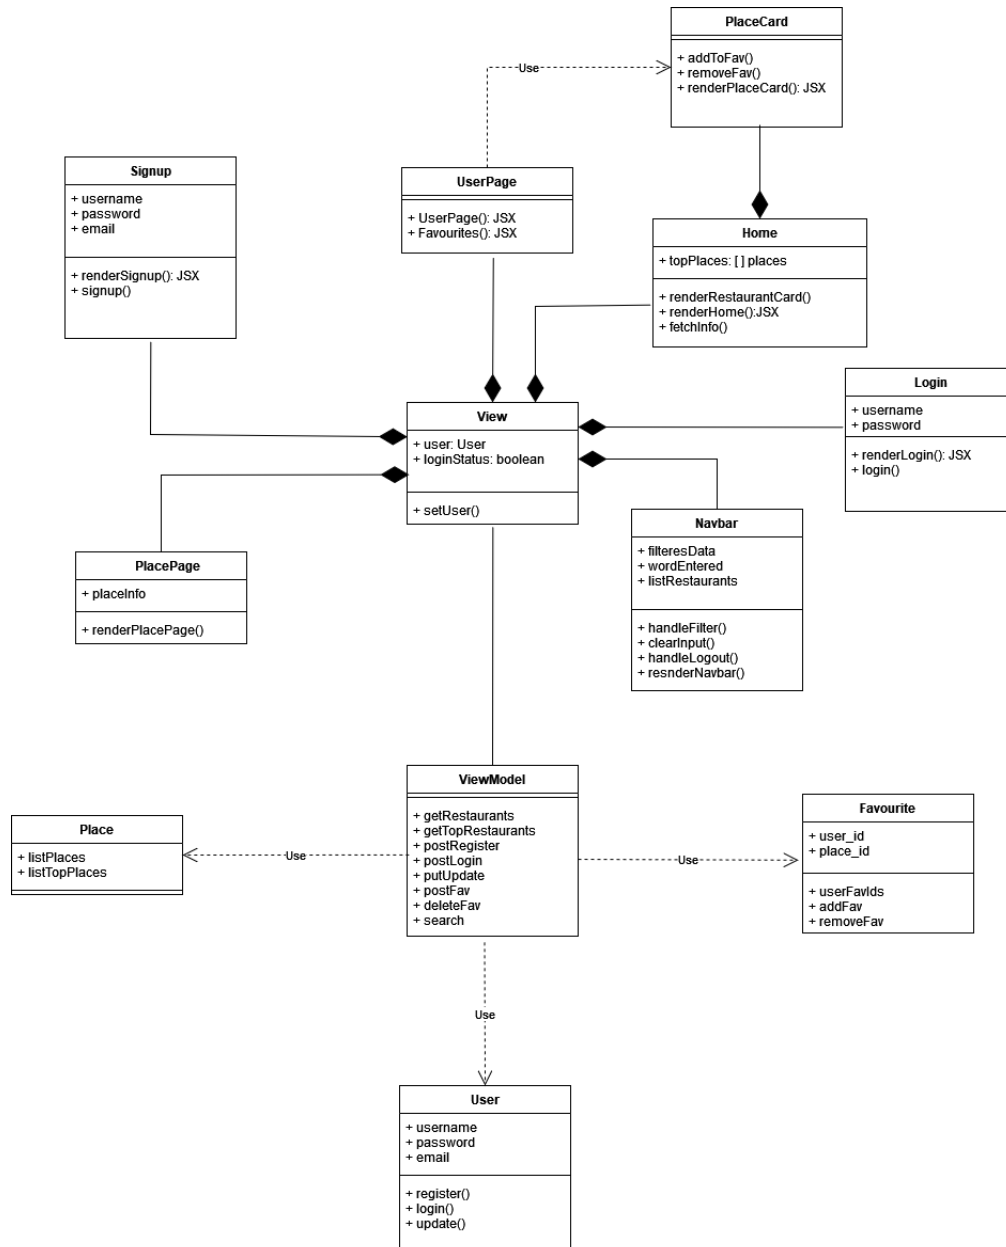 PlaceCard
+ addToFav()
+ removeFav()
+ renderPlaceCard(): JSX
Use
Signup
+ username
+ password
+ email
+ renderSignup(): JSX
+ signup()
UserPage
+ UserPage(): JSX
+ Favourites(): JSX
Home
+ topPlaces: [ ] places
+ renderRestaurantCard()
+ renderHome():JSX
+ fetchInfo()
Login
+ username
+ password
+ renderLogin(): JSX
+ login()
View
+ user: User
+ loginStatus: boolean
+ setUser()
Navbar
+ filteresData
+ wordEntered
+ listRestaurants
+ handleFilter()
+ clearInput()
+ handleLogout()
+ resnderNavbar()
PlacePage
+ placeInfo
+ renderPlacePage()
ViewModel
+ getRestaurants
+ getTopRestaurants
+ postRegister
+ postLogin
+ putUpdate
+ postFav
+ deleteFav
+ search
Place
+ listPlaces
+ listTopPlaces
Use
Use
Favourite
+ user_id
+ place_id
+ userFavIds
+ addFav
+ removeFav
Use
User
+ username
+ password
+ email
+ register()
+ login()
+ update()